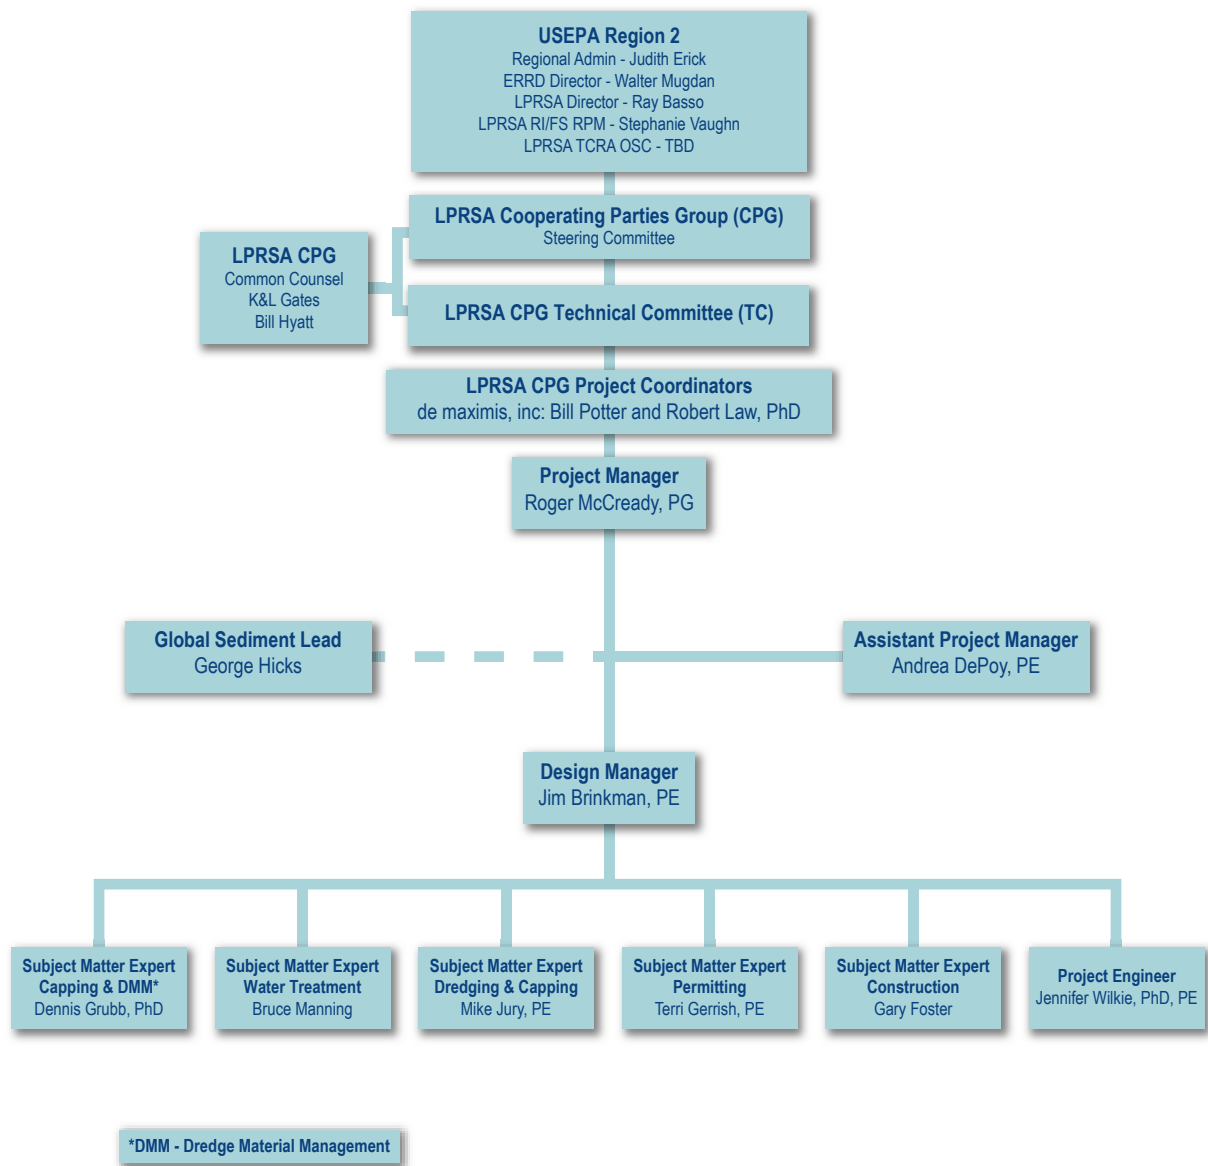 USEPA Region 2
Regional Admin - Judith Erick
ERRD Director - Walter Mugdan
LPRSA Director - Ray Basso
LPRSA RI/FS RPM - Stephanie Vaughn
LPRSA TCRA OSC - TBD
LPRSA Cooperating Parties Group (CPG)
Steering Committee
LPRSA CPG
Common Counsel
K&L Gates
Bill Hyatt
LPRSA CPG Technical Committee (TC)
LPRSA CPG Project Coordinators
de maximis, inc: Bill Potter and Robert Law, PhD
Project Manager
Roger McCready, PG
Global Sediment Lead
George Hicks
Assistant Project Manager
Andrea DePoy, PE
Design Manager
Jim Brinkman, PE
Subject Matter Expert
Capping & DMM*
Dennis Grubb, PhD
Subject Matter Expert
Water Treatment
Bruce Manning
Subject Matter Expert
Dredging & Capping
Mike Jury, PE
Subject Matter Expert
Permitting
Terri Gerrish, PE
Subject Matter Expert
Construction
Gary Foster
Project Engineer
Jennifer Wilkie, PhD, PE
*DMM - Dredge Material Management